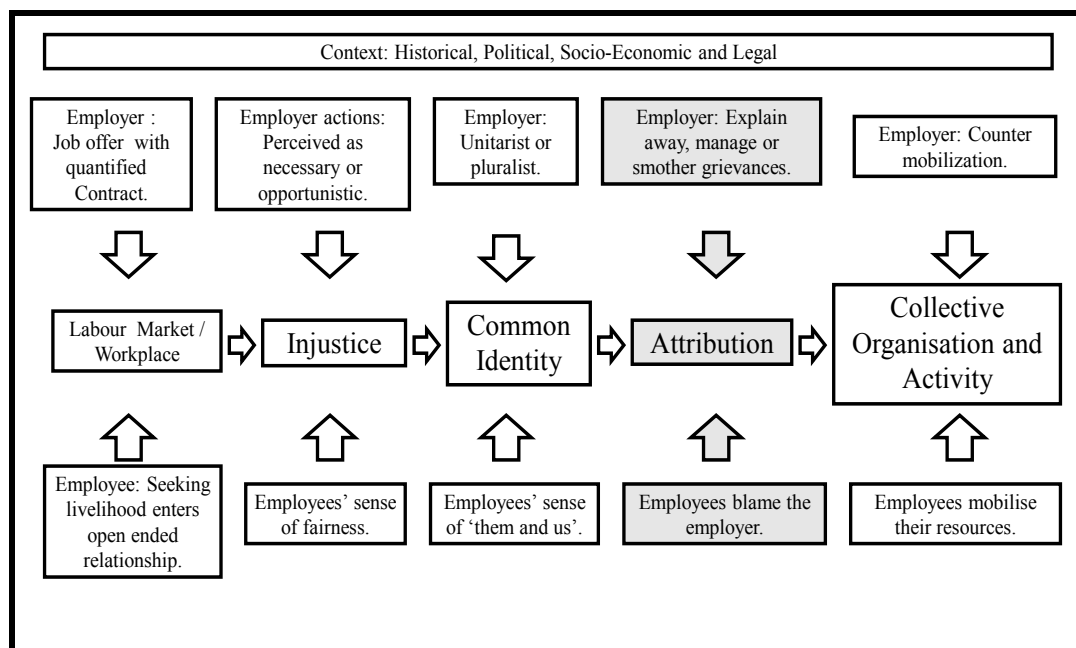 Context: Historical, Political, Socio-Economic and Legal
Employer :
Job offer with
quantified
Contract.
Employer actions:
Perceived as
necessary or
opportunistic.
Employer:
Unitarist or
pluralist.
Employer: Explain
away, manage or
smother grievances.
Employer: Counter
mobilization.
Labour Market /
Workplace
Injustice
Common
Identity
Attribution
Collective
Organisation and
Activity
Employee: Seeking
livelihood enters
open ended
relationship.
Employees’ sense
of fairness.
Employees’ sense
of ‘them and us’.
Employees blame the
employer.
Employees mobilise
their resources.